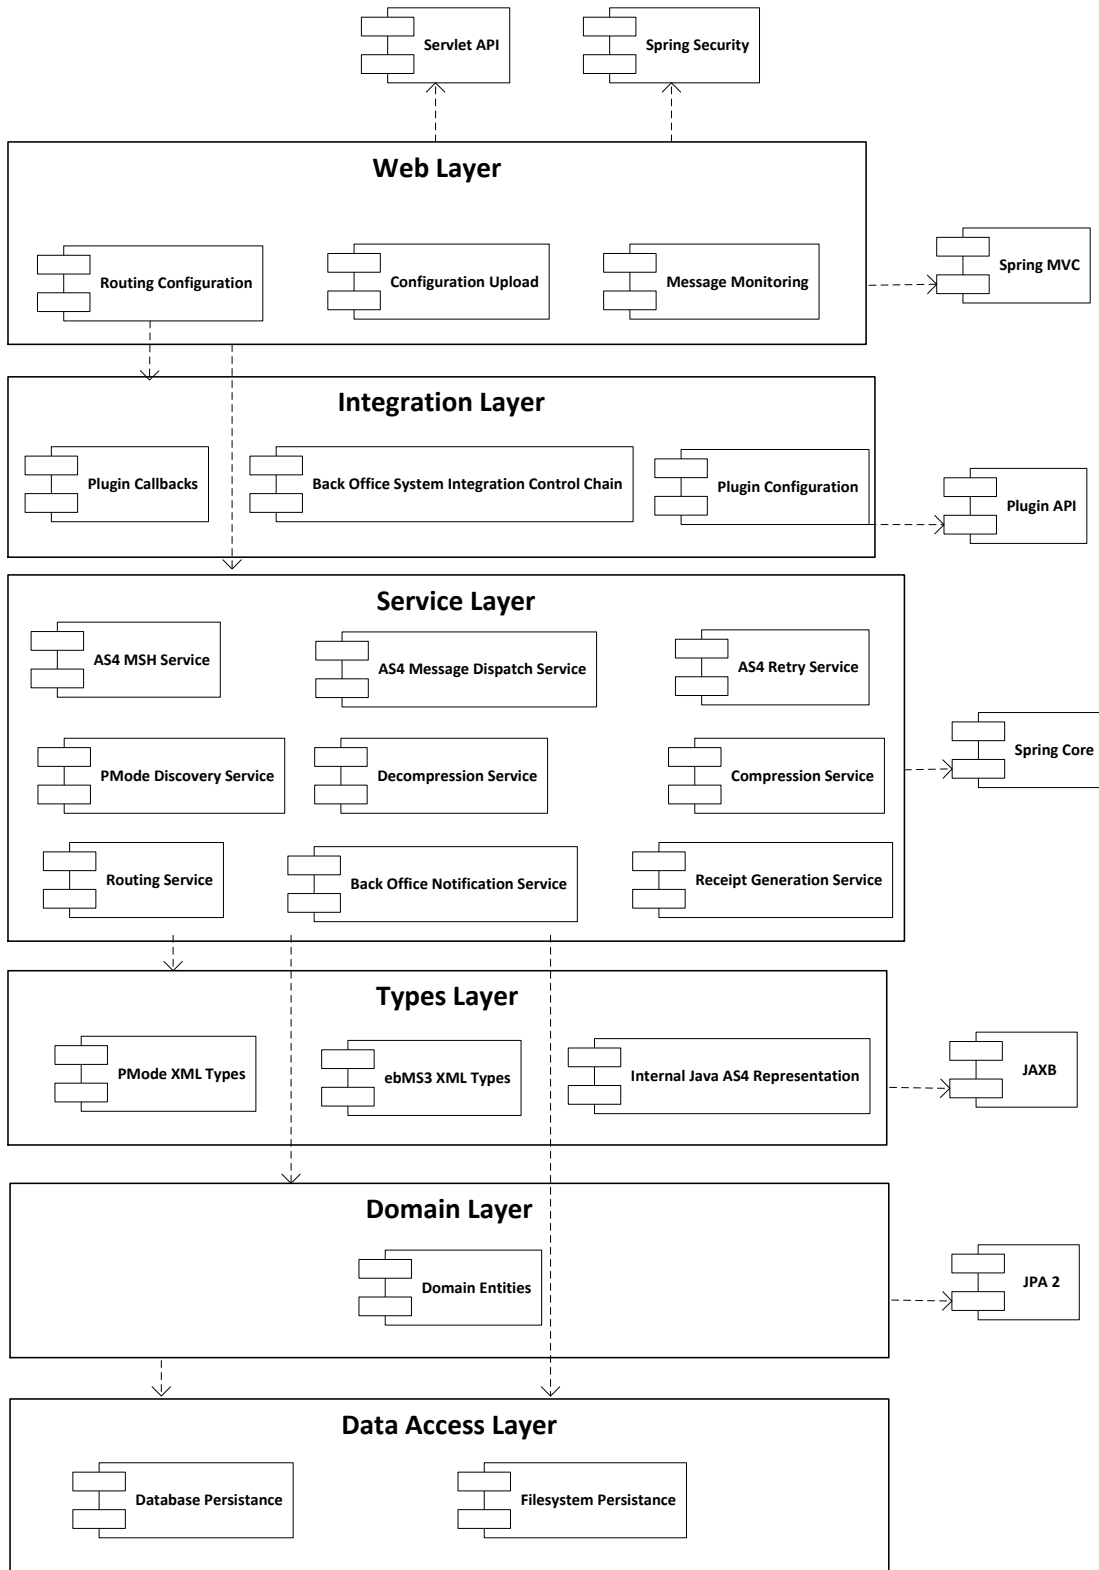 Servlet API
Spring Security
Web Layer
Routing Configuration
Configuration Upload
Message Monitoring
Spring MVC
Integration Layer
Plugin Callbacks
Back Office System Integration Control Chain
Plugin Configuration
Plugin API
Service Layer
AS4 MSH Service
AS4 Message Dispatch Service
AS4 Retry Service
PMode Discovery Service
Decompression Service
Compression Service
Spring Core
Routing Service
Back Office Notification Service
Receipt Generation Service
Types Layer
PMode XML Types
ebMS3 XML Types
Internal Java AS4 Representation
JAXB
Domain Layer
Domain Entities
JPA 2
Data Access Layer
Database Persistance
Filesystem Persistance